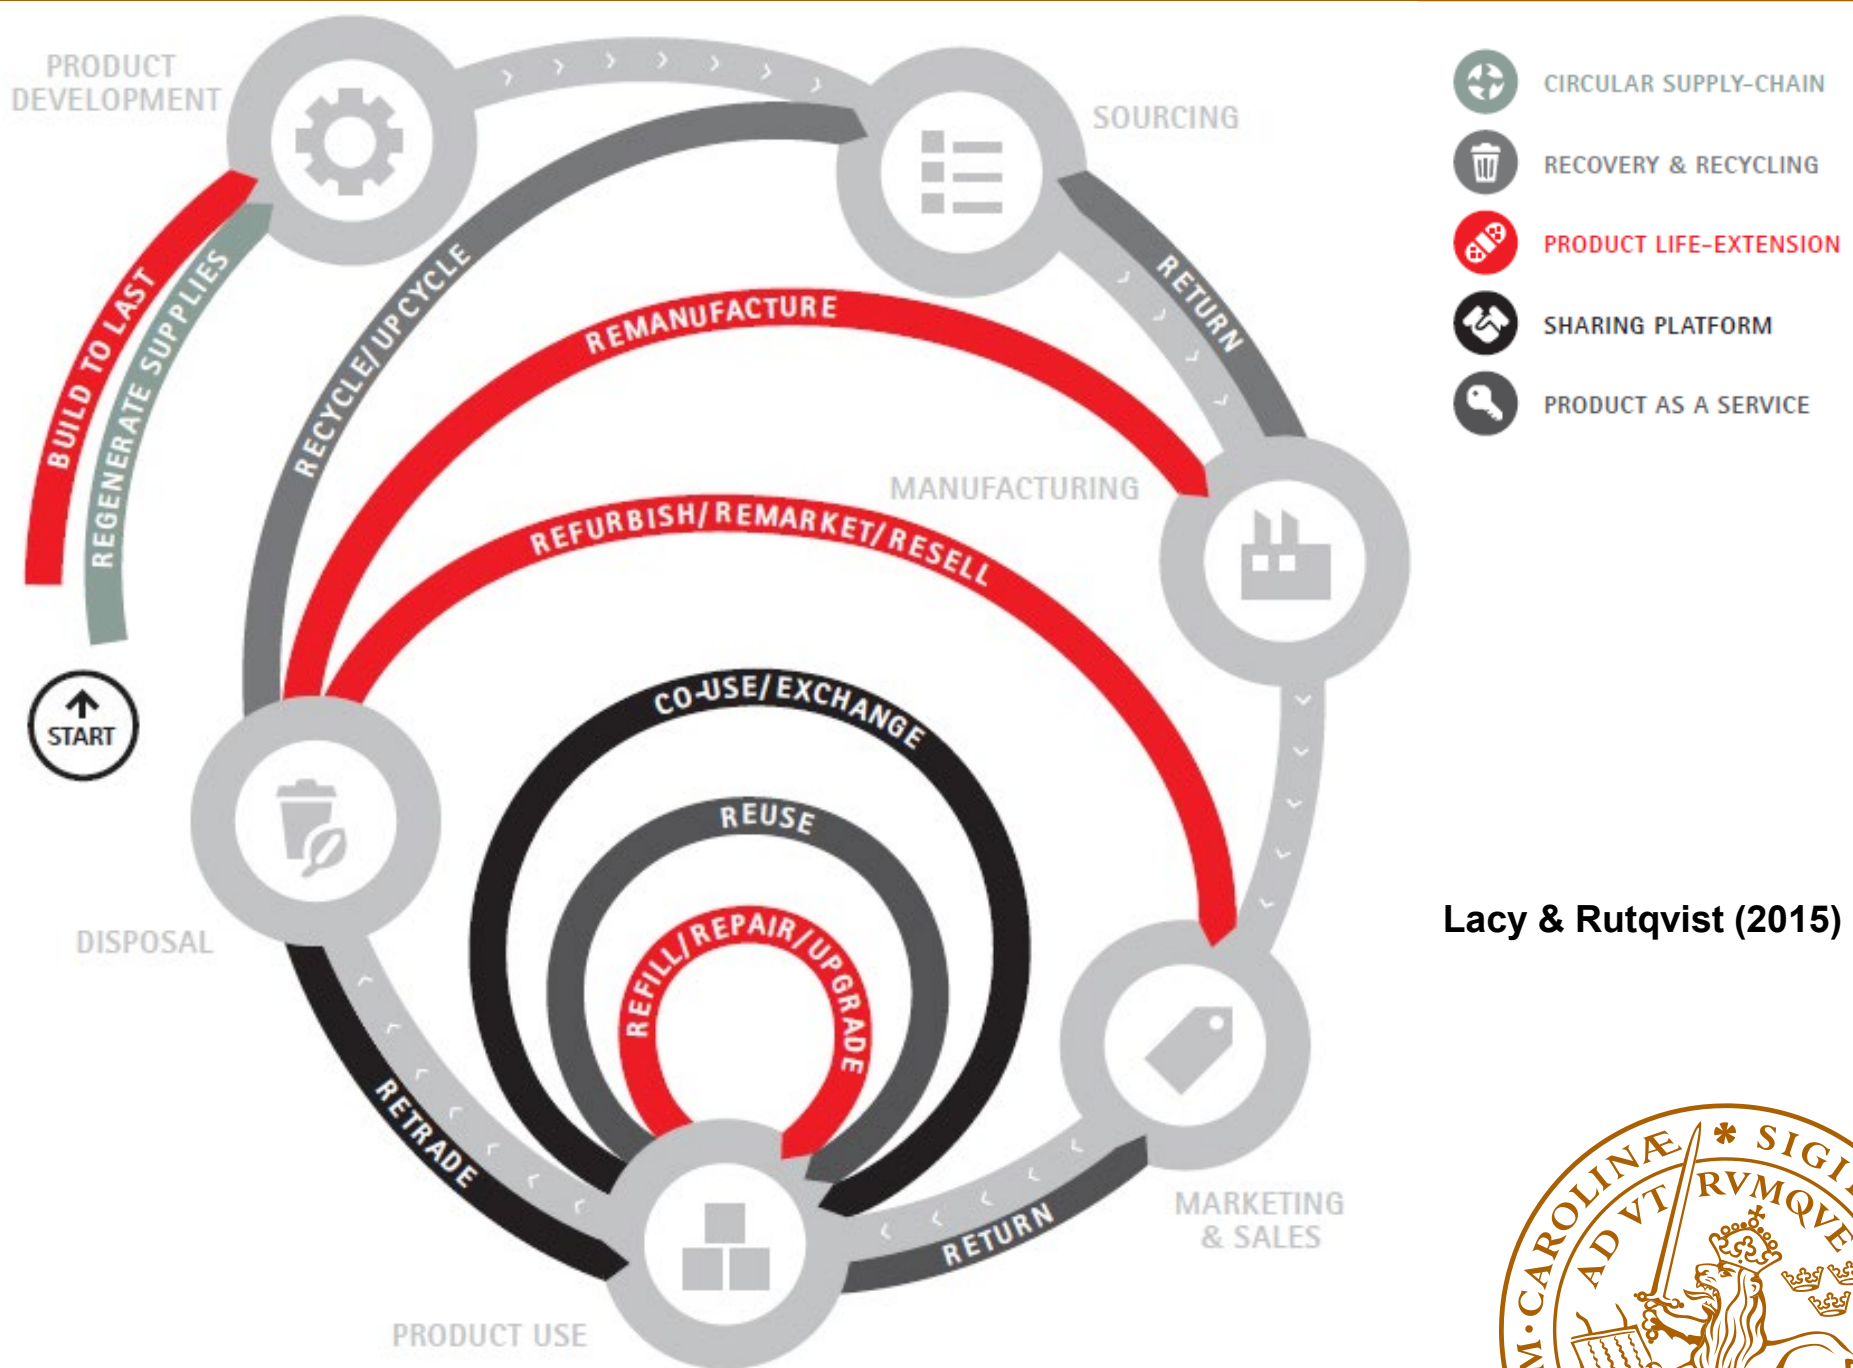 PRODUCT
DEVELOPMENT
SOURCING
BUILD TO LAST
REGENERATE SUPPLIES
RECYCLE/UPCYCLE
REMANUFACTURE
RETURN
MANUFACTURING
REFURBISH/REMARKET/RESELL
START
CO-USE/EXCHANGE
REUSE
REFILL/REPAIR/UPGRADE
DISPOSAL
RETRADE
RETURN
MARKETING
& SALES
PRODUCT USE
CIRCULAR SUPPLY-CHAIN
RECOVERY & RECYCLING
PRODUCT LIFE-EXTENSION
SHARING PLATFORM
PRODUCT AS A SERVICE
Lacy & Rutqvist (2015)
CAROLINÆ * SIGI
AD VTRVMQVE